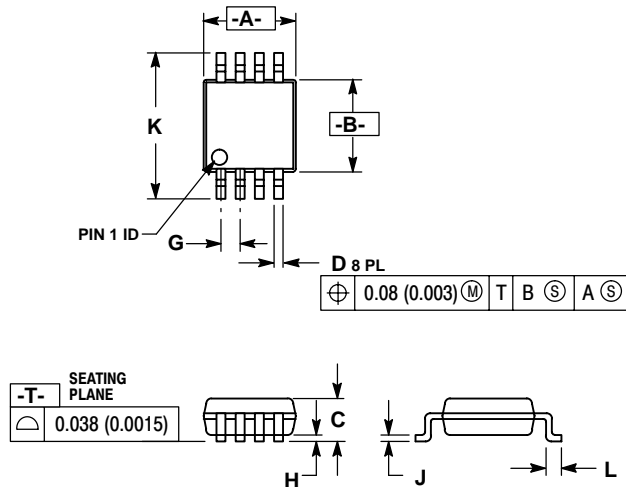 -A-
K
-B-
PIN 1 ID
G
D 8 PL
⌖ 0.08 (0.003) Ⓜ T B Ⓢ A Ⓢ
-T- SEATING PLANE
⌓ 0.038 (0.0015)
C
H
J
L